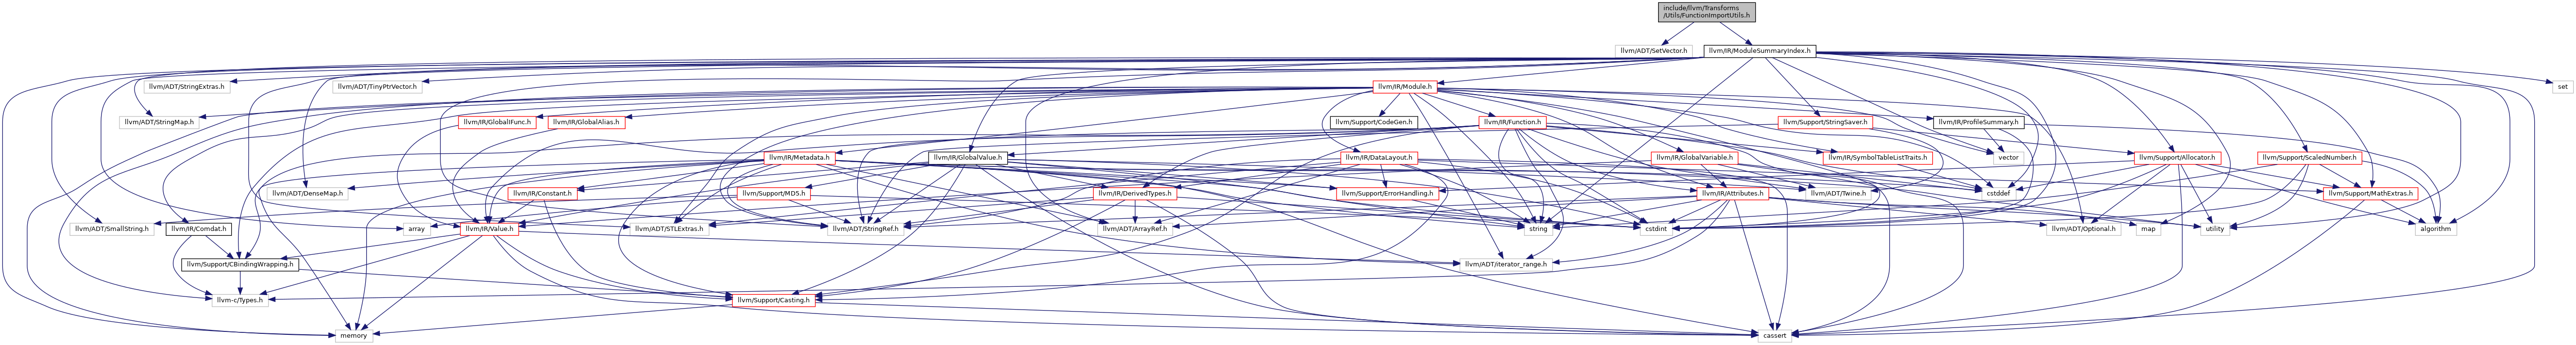 include/llvm/Transforms
/Utils/FunctionImportUtils.h
llvm/ADT/SetVector.h
llvm/IR/ModuleSummaryIndex.h
llvm/ADT/StringExtras.h
llvm/ADT/TinyPtrVector.h
llvm/IR/Module.h
set
llvm/ADT/StringMap.h
llvm/IR/GlobalIFunc.h
llvm/IR/GlobalAlias.h
llvm/Support/CodeGen.h
llvm/IR/Function.h
llvm/Support/StringSaver.h
llvm/IR/ProfileSummary.h
llvm/IR/Metadata.h
llvm/IR/GlobalValue.h
llvm/IR/DataLayout.h
llvm/IR/GlobalVariable.h
llvm/IR/SymbolTableListTraits.h
vector
llvm/Support/Allocator.h
llvm/Support/ScaledNumber.h
llvm/ADT/DenseMap.h
llvm/IR/Constant.h
llvm/Support/MD5.h
llvm/IR/DerivedTypes.h
llvm/Support/ErrorHandling.h
llvm/IR/Attributes.h
llvm/ADT/Twine.h
cstddef
llvm/Support/MathExtras.h
llvm/ADT/SmallString.h
llvm/IR/Comdat.h
array
llvm/IR/Value.h
llvm/ADT/STLExtras.h
llvm/ADT/StringRef.h
llvm/ADT/ArrayRef.h
string
cstdint
llvm/ADT/Optional.h
map
utility
algorithm
llvm/Support/CBindingWrapping.h
llvm/ADT/iterator_range.h
llvm-c/Types.h
llvm/Support/Casting.h
memory
cassert